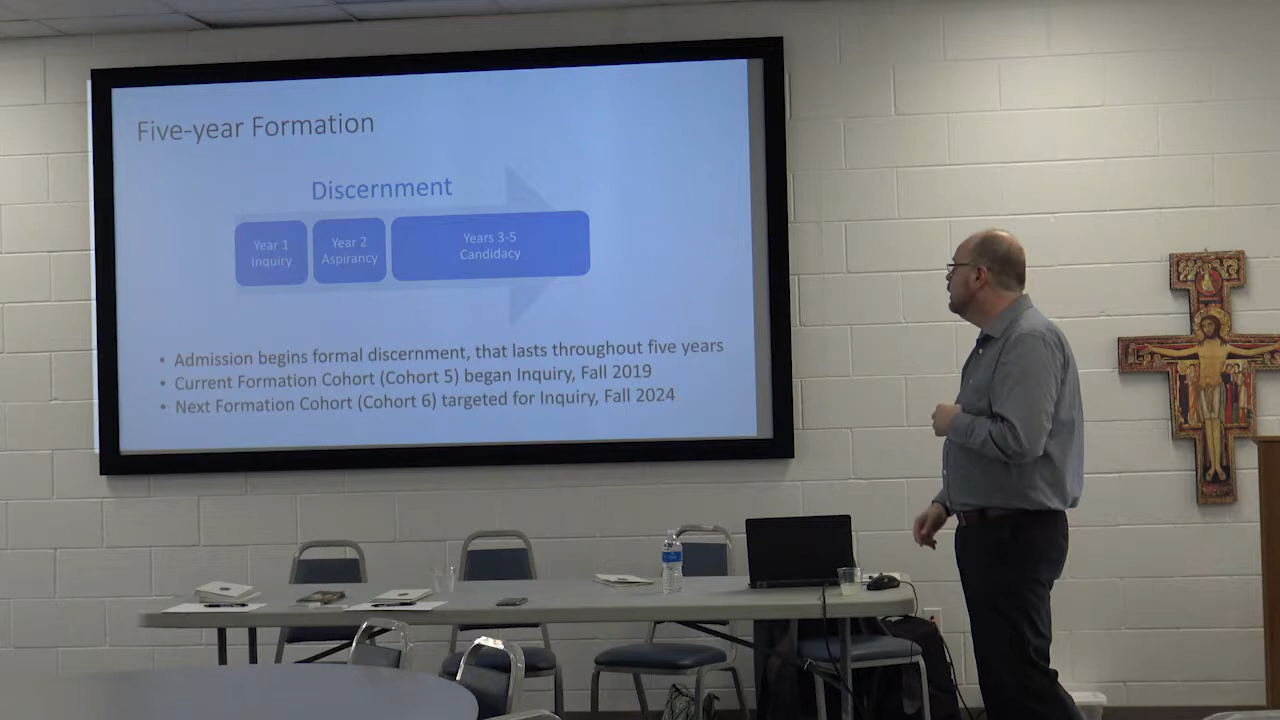 Five-year Formation
Discernment
Year 1
Inquiry
Year 2
Aspirancy
Years 3-5
Candidacy
• Admission begins formal discernment, that lasts throughout five years
• Current Formation Cohort (Cohort 5) began Inquiry, Fall 2019
• Next Formation Cohort (Cohort 6) targeted for Inquiry, Fall 2024